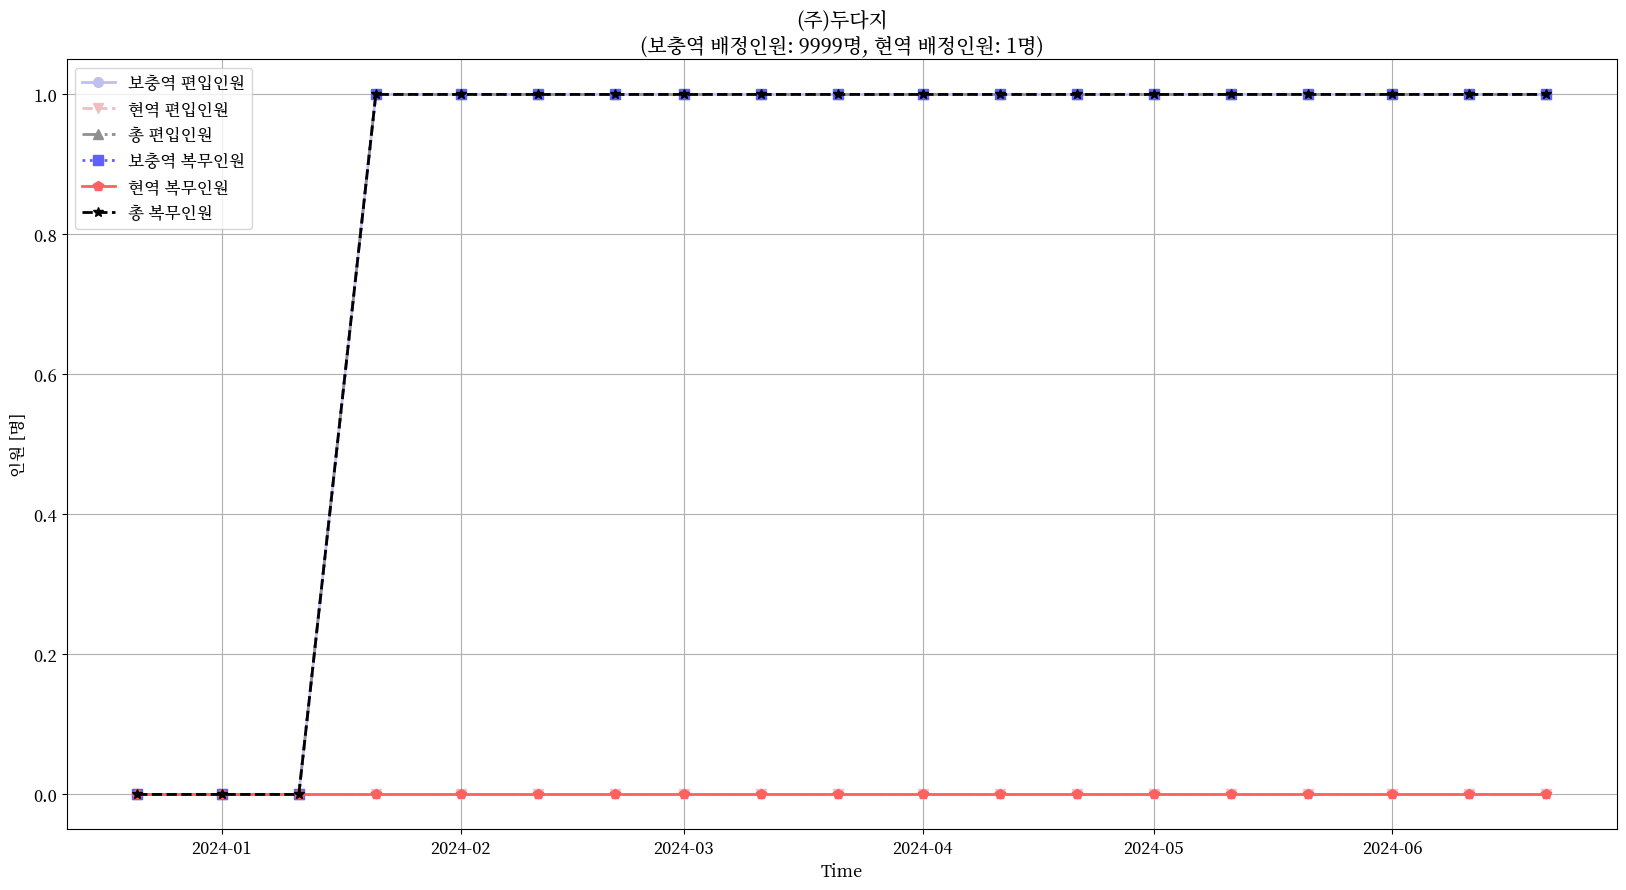 (주)두다지
(보충역 배정인원: 9999명, 현역 배정인원: 1명)
보충역 편입인원
현역 편입인원
총 편입인원
보충역 복무인원
현역 복무인원
총 복무인원
인원 [명]
1.0
0.8
0.6
0.4
0.2
0.0
2024-01
2024-02
2024-03
2024-04
2024-05
2024-06
Time